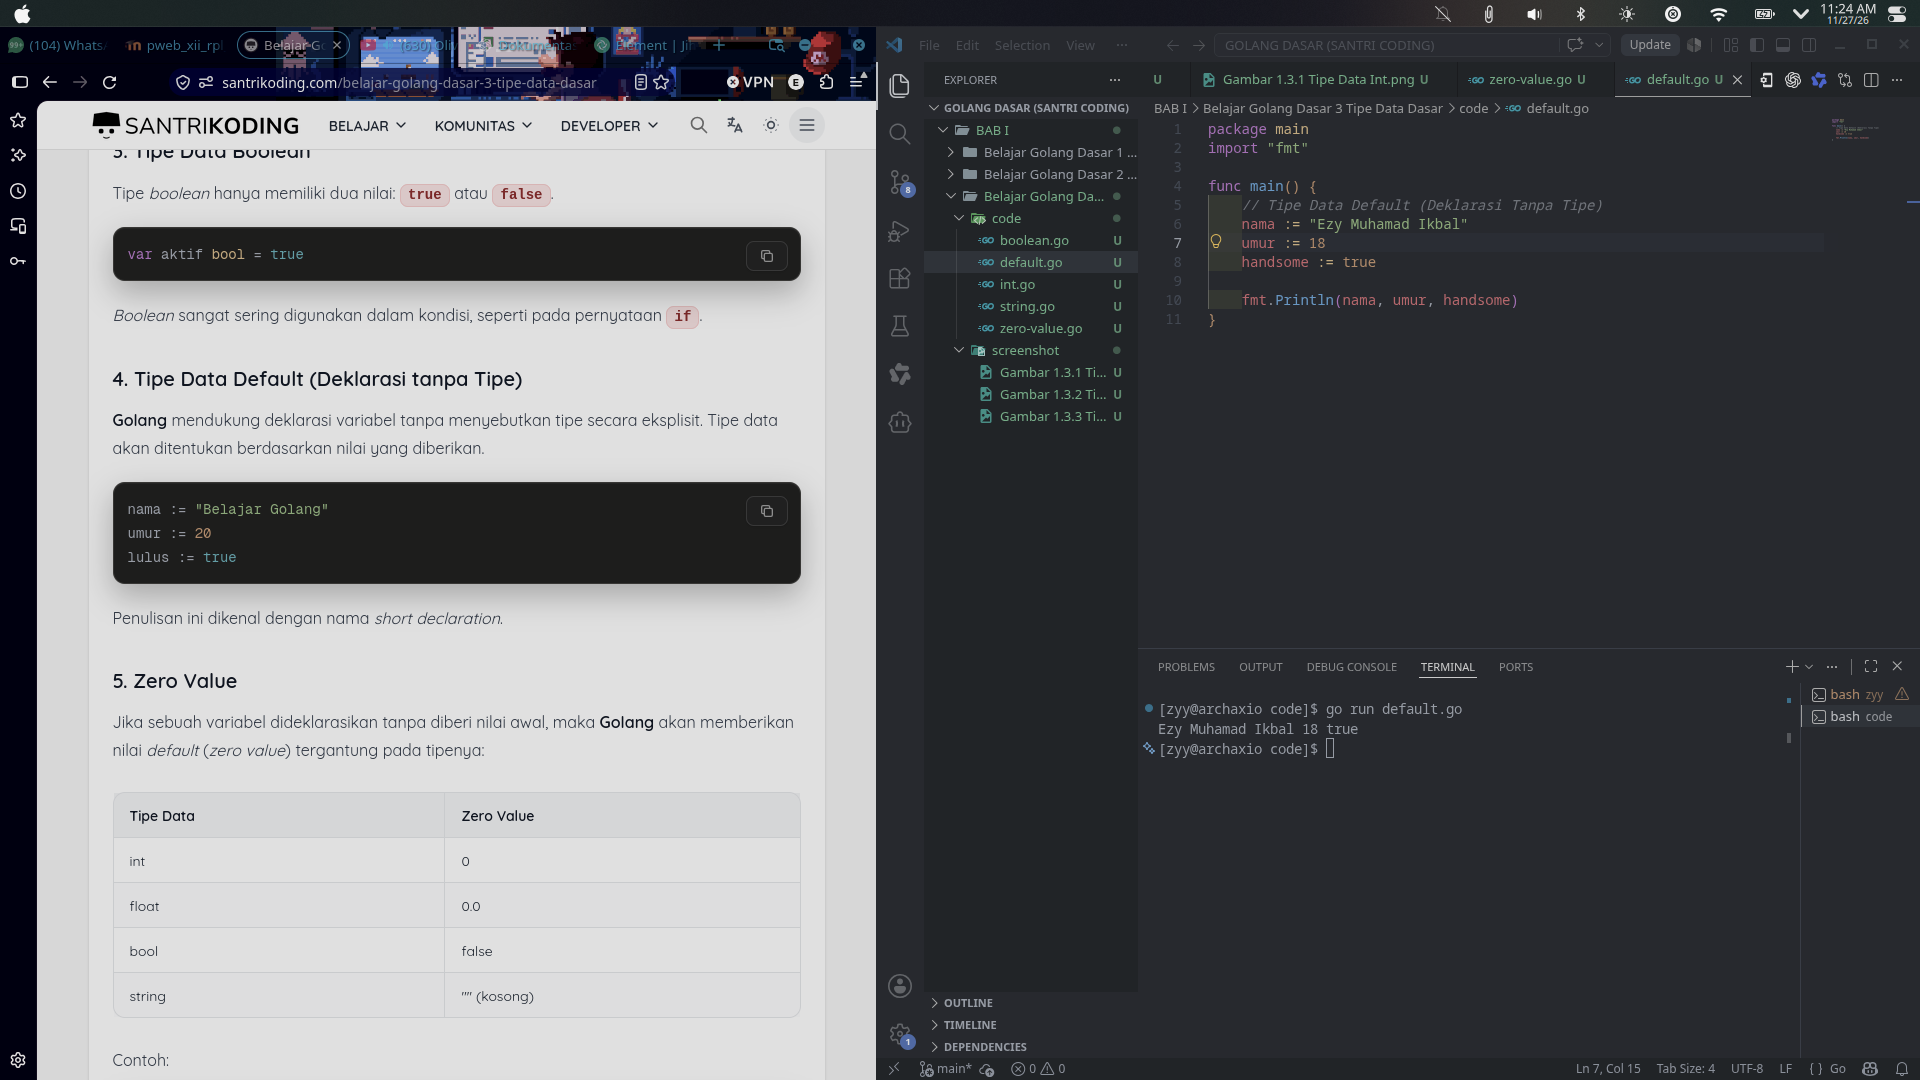 11:24 AM
11/27/26
(104) Whats
pweb_xii_rpl
Belajar Go
Element | Ji
santrikoding.com/belajar-golang-dasar-3-tipe-data-dasar
VPN
SANTRIKODING
BELAJAR
KOMUNITAS
DEVELOPER
3. Tipe Data Boolean
Tipe boolean hanya memiliki dua nilai: true atau false.
var aktif bool = true
Boolean sangat sering digunakan dalam kondisi, seperti pada pernyataan if.
4. Tipe Data Default (Deklarasi tanpa Tipe)
Golang mendukung deklarasi variabel tanpa menyebutkan tipe secara eksplisit. Tipe data
akan ditentukan berdasarkan nilai yang diberikan.
nama := "Belajar Golang"
umur := 20
lulus := true
Penulisan ini dikenal dengan nama short declaration.
5. Zero Value
Jika sebuah variabel dideklarasikan tanpa diberi nilai awal, maka Golang akan memberikan
nilai default (zero value) tergantung pada tipenya:
Tipe Data Zero Value
int 0
float 0.0
bool false
string "" (kosong)
Contoh:
File Edit Selection View ···
GOLANG DASAR (SANTRI CODING)
Update
EXPLORER
GOLANG DASAR (SANTRI CODING)
BAB I
Belajar Golang Dasar 1 ...
Belajar Golang Dasar 2 ...
Belajar Golang Da...
code
boolean.go U
default.go U
int.go U
string.go U
zero-value.go U
screenshot
Gambar 1.3.1 Ti... U
Gambar 1.3.2 Ti... U
Gambar 1.3.3 Ti... U
OUTLINE
TIMELINE
DEPENDENCIES
8
1
U
Gambar 1.3.1 Tipe Data Int.png U
zero-value.go U
default.go U
BAB I > Belajar Golang Dasar 3 Tipe Data Dasar > code > default.go
1 package main
2 import "fmt"
3
4 func main() {
5 // Tipe Data Default (Deklarasi Tanpa Tipe)
6 nama := "Ezy Muhamad Ikbal"
7 umur := 18
8 handsome := true
9
10 fmt.Println(nama, umur, handsome)
11 }
PROBLEMS OUTPUT DEBUG CONSOLE TERMINAL PORTS
[zyy@archaxio code]$ go run default.go
Ezy Muhamad Ikbal 18 true
[zyy@archaxio code]$
bash zyy
bash code
main*
0 0
Ln 7, Col 15 Tab Size: 4 UTF-8 LF { } Go